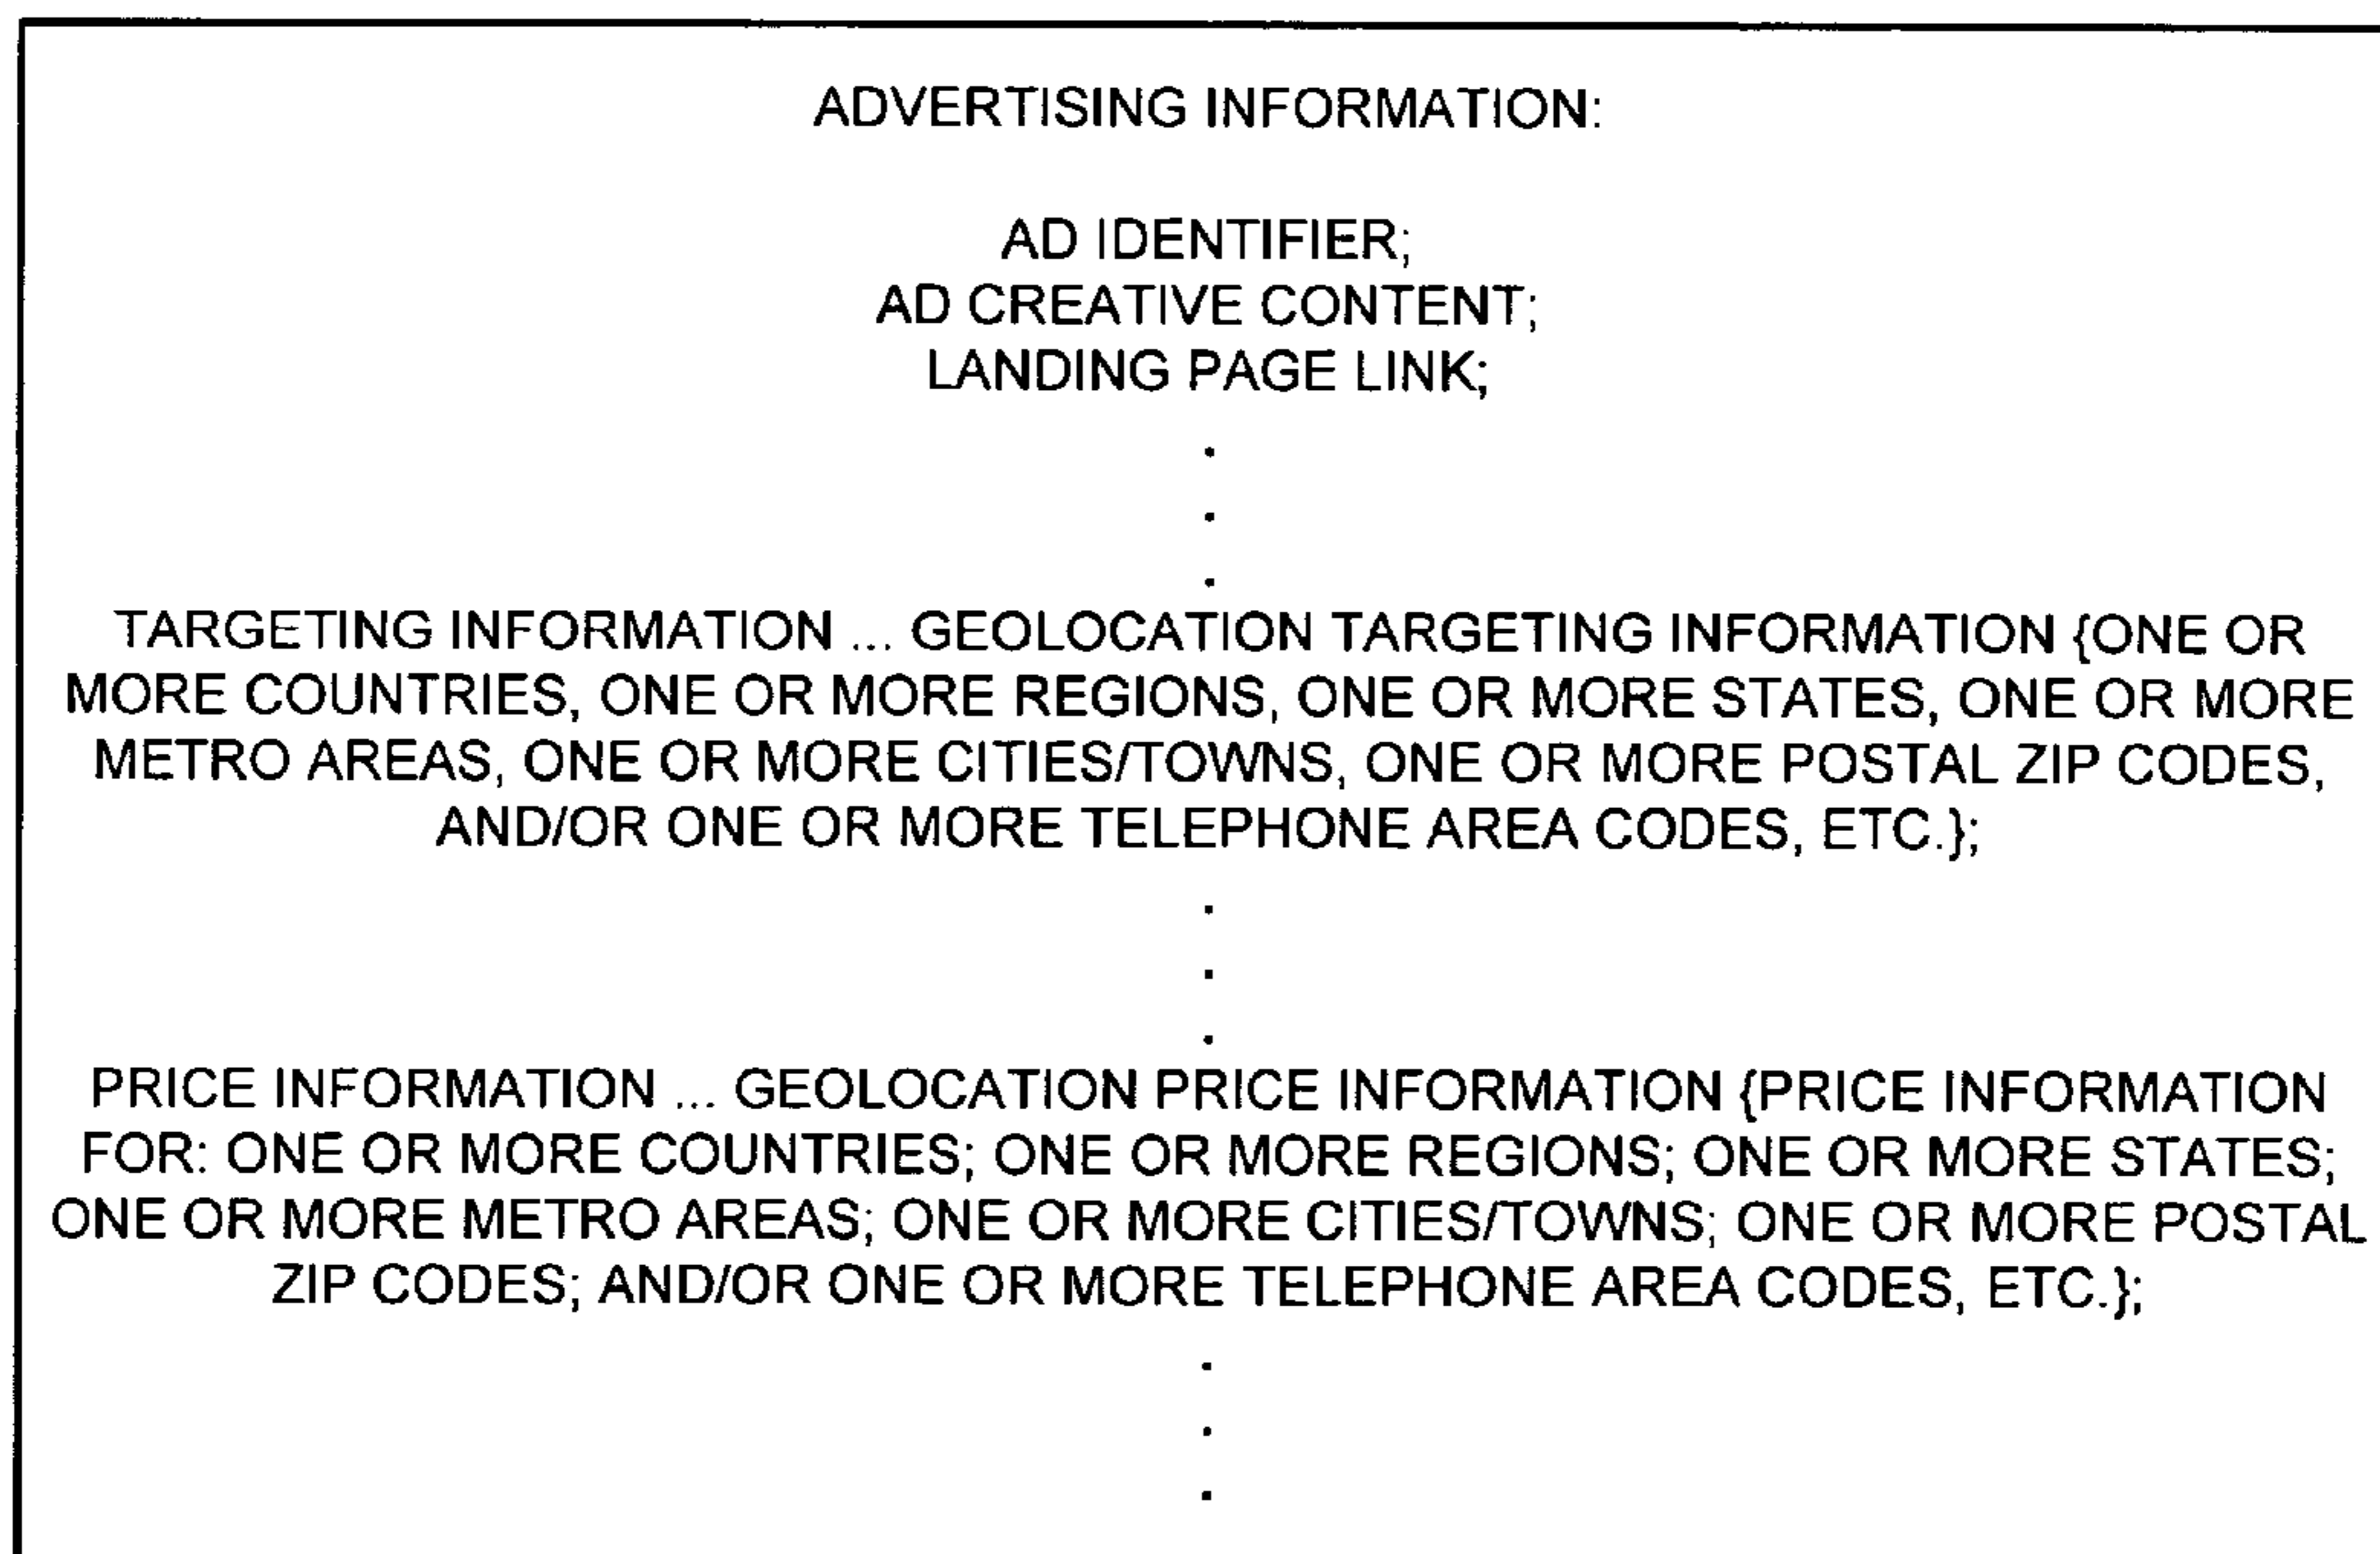 ADVERTISING INFORMATION:
AD IDENTIFIER;
AD CREATIVE CONTENT;
LANDING PAGE LINK;
.
.
.
TARGETING INFORMATION ... GEOLOCATION TARGETING INFORMATION {ONE OR
MORE COUNTRIES, ONE OR MORE REGIONS, ONE OR MORE STATES, ONE OR MORE
METRO AREAS, ONE OR MORE CITIES/TOWNS, ONE OR MORE POSTAL ZIP CODES,
AND/OR ONE OR MORE TELEPHONE AREA CODES, ETC.};
.
.
.
PRICE INFORMATION ... GEOLOCATION PRICE INFORMATION {PRICE INFORMATION
FOR: ONE OR MORE COUNTRIES; ONE OR MORE REGIONS; ONE OR MORE STATES;
ONE OR MORE METRO AREAS; ONE OR MORE CITIES/TOWNS; ONE OR MORE POSTAL
ZIP CODES; AND/OR ONE OR MORE TELEPHONE AREA CODES, ETC.};
.
.
.